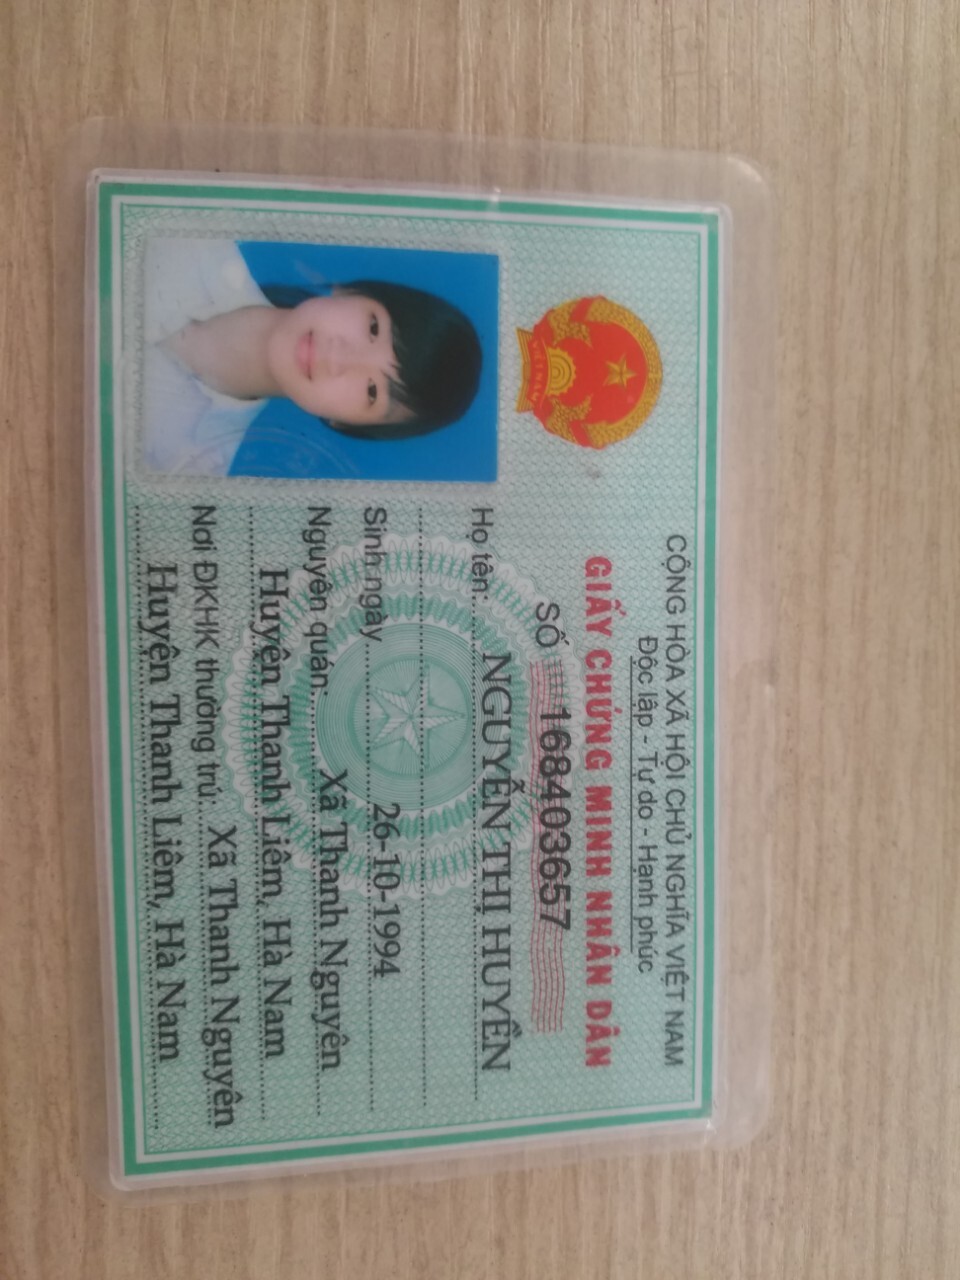 CỘNG HÒA XÃ HỘI CHỦ NGHĨA VIỆT NAM
Độc lập - Tự do - Hạnh phúc
GIẤY CHỨNG MINH NHÂN DÂN
SỐ 168403657
Họ tên: NGUYỄN THỊ HUYỀN
Sinh ngày 26-10-1994
Nguyên quán: Xã Thanh Nguyên
Huyện Thanh Liêm, Hà Nam
Nơi ĐKHK thường trú: Xã Thanh Nguyên
Huyện Thanh Liêm, Hà Nam
VIỆT NAM